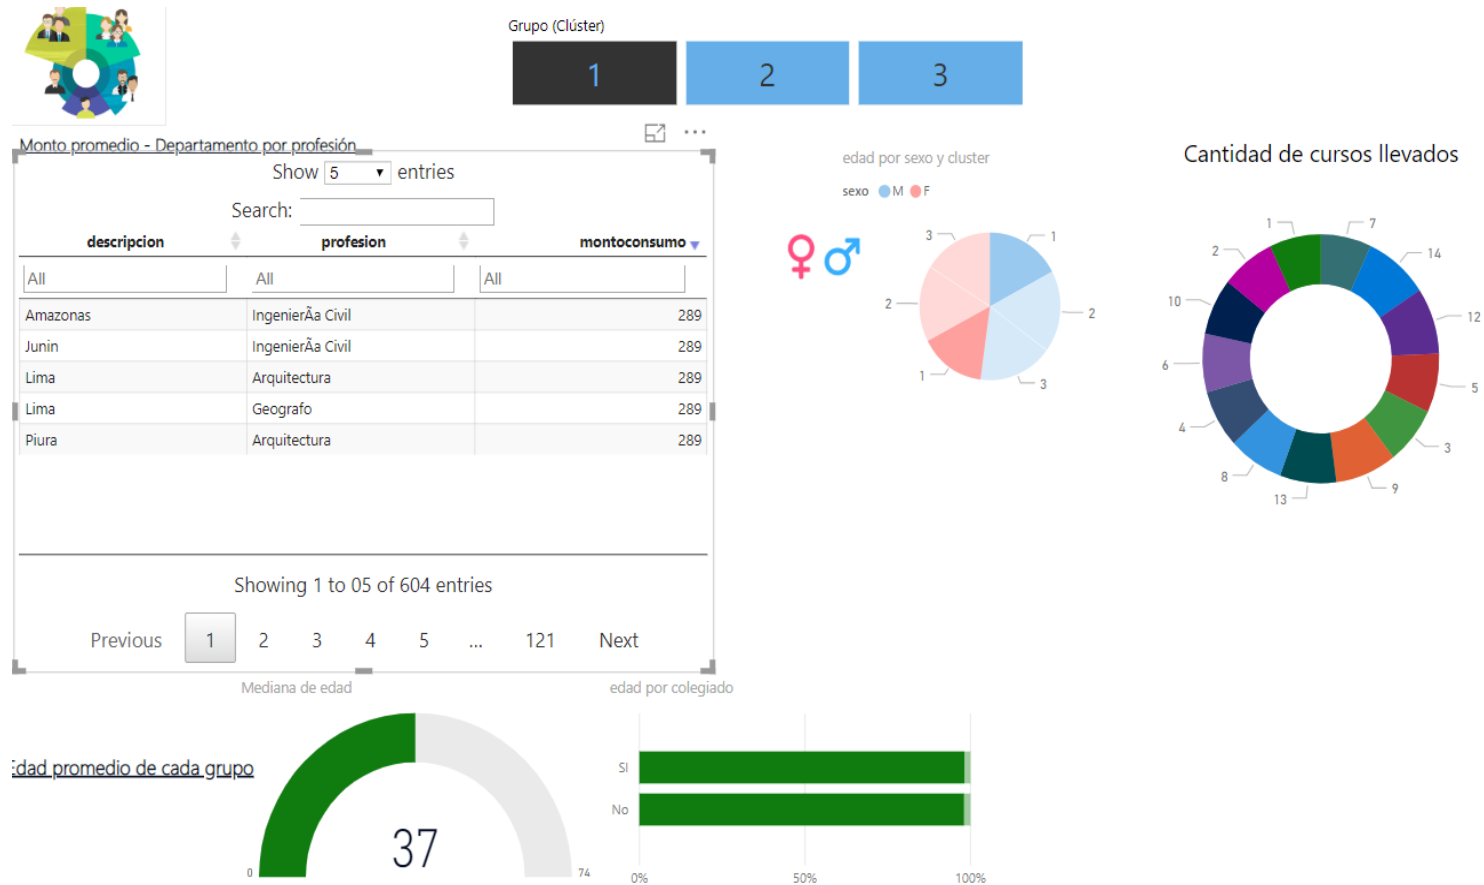 Grupo (Clúster)
1 2 3
Monto promedio - Departamento por profesión
Show 5 entries
Search:
descripcion profesion montoconsumo
All All All
Amazonas IngenierÃa Civil 289
Junin IngenierÃa Civil 289
Lima Arquitectura 289
Lima Geografo 289
Piura Arquitectura 289
Showing 1 to 05 of 604 entries
Previous 1 2 3 4 5 ... 121 Next
edad por sexo y cluster
sexo M F
1
2
3
1
2
3
Cantidad de cursos llevados
7
14
12
5
3
9
13
8
4
6
10
2
1
Edad promedio de cada grupo
Mediana de edad
37
0 74
edad por colegiado
SI
No
0% 50% 100%